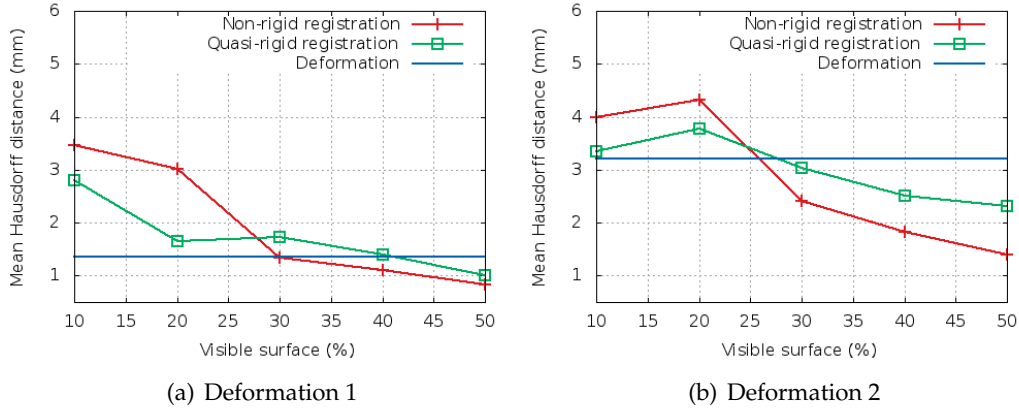 Non-rigid registration
Quasi-rigid registration
Deformation
Mean Hausdorff distance (mm)
6
5
4
3
2
1
10 15 20 25 30 35 40 45 50
Visible surface (%)
(a) Deformation 1
Non-rigid registration
Quasi-rigid registration
Deformation
Mean Hausdorff distance (mm)
6
5
4
3
2
1
10 15 20 25 30 35 40 45 50
Visible surface (%)
(b) Deformation 2